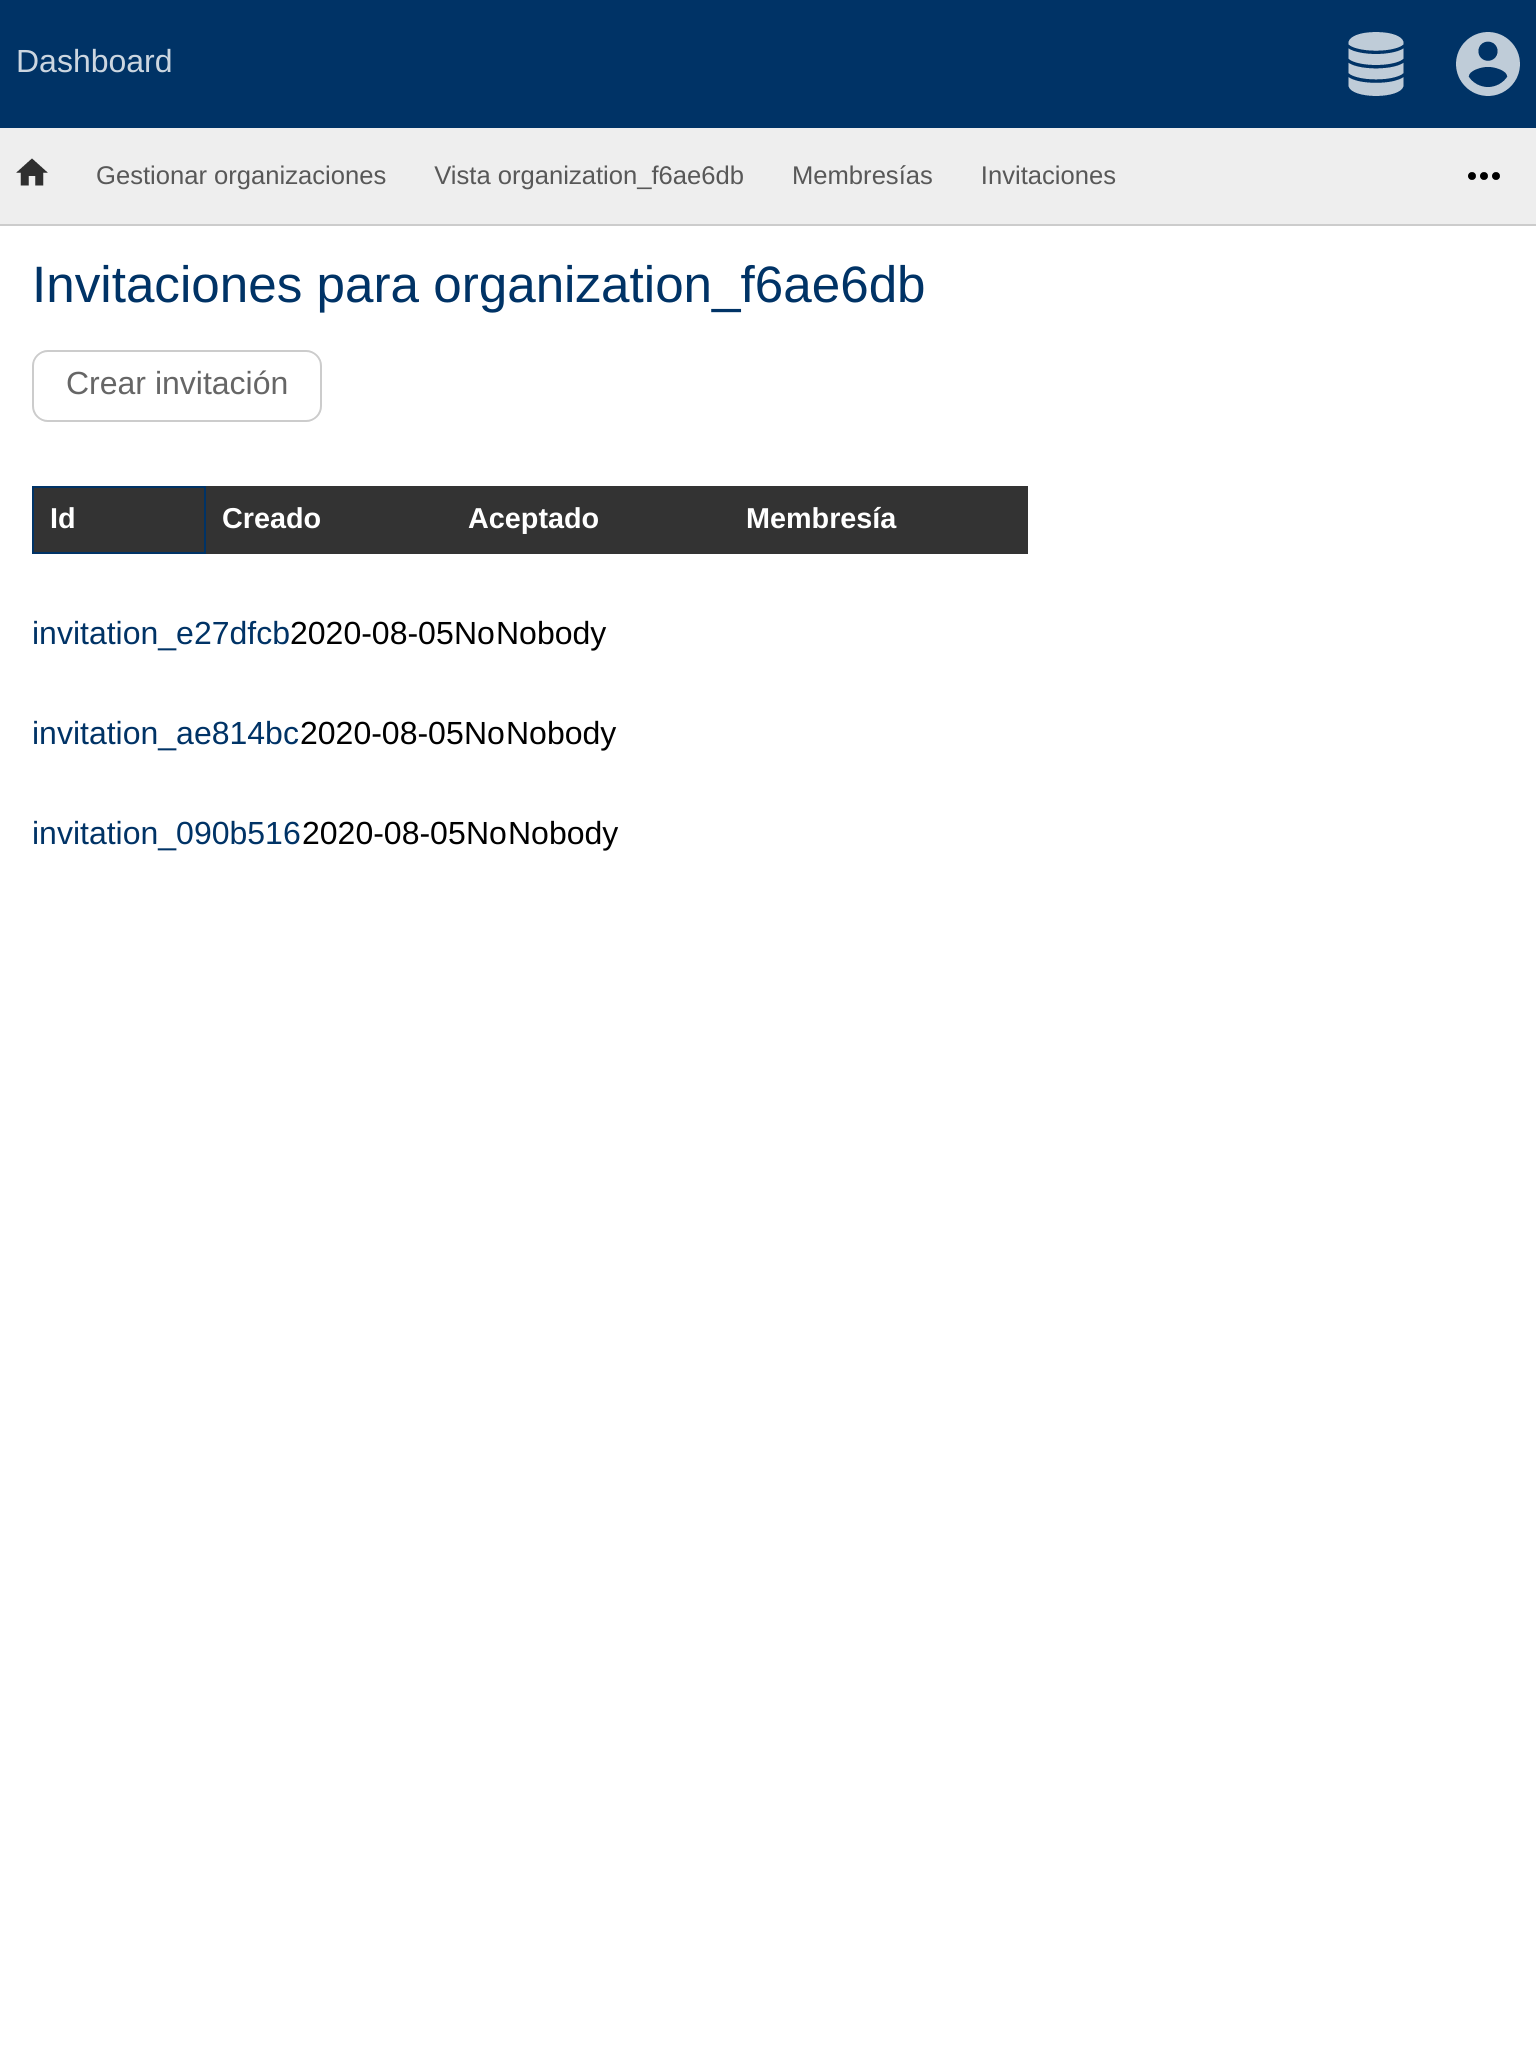 Dashboard
Gestionar organizaciones Vista organization_f6ae6db Membresías Invitaciones
Invitaciones para organization_f6ae6db
Crear invitación
Id Creado Aceptado Membresía
invitation_e27dfcb2020-08-05NoNobody
invitation_ae814bc2020-08-05NoNobody
invitation_090b5162020-08-05NoNobody